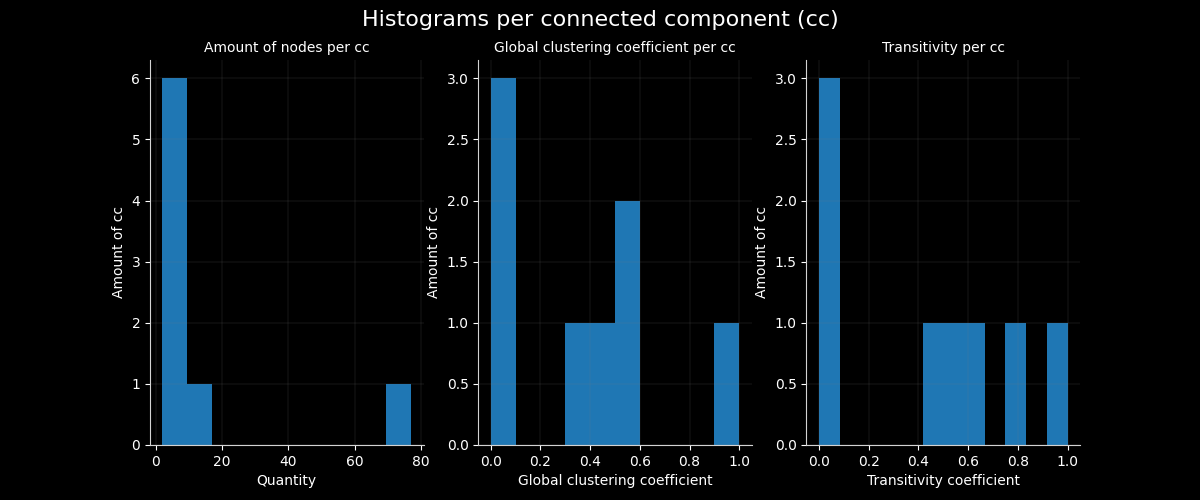 Histograms per connected component (cc)
Amount of nodes per cc
Amount of cc
6
5
4
3
2
1
0
0 20 40 60 80
Quantity
Global clustering coefficient per cc
Amount of cc
3.0
2.5
2.0
1.5
1.0
0.5
0.0
0.0 0.2 0.4 0.6 0.8 1.0
Global clustering coefficient
Transitivity per cc
Amount of cc
3.0
2.5
2.0
1.5
1.0
0.5
0.0
0.0 0.2 0.4 0.6 0.8 1.0
Transitivity coefficient